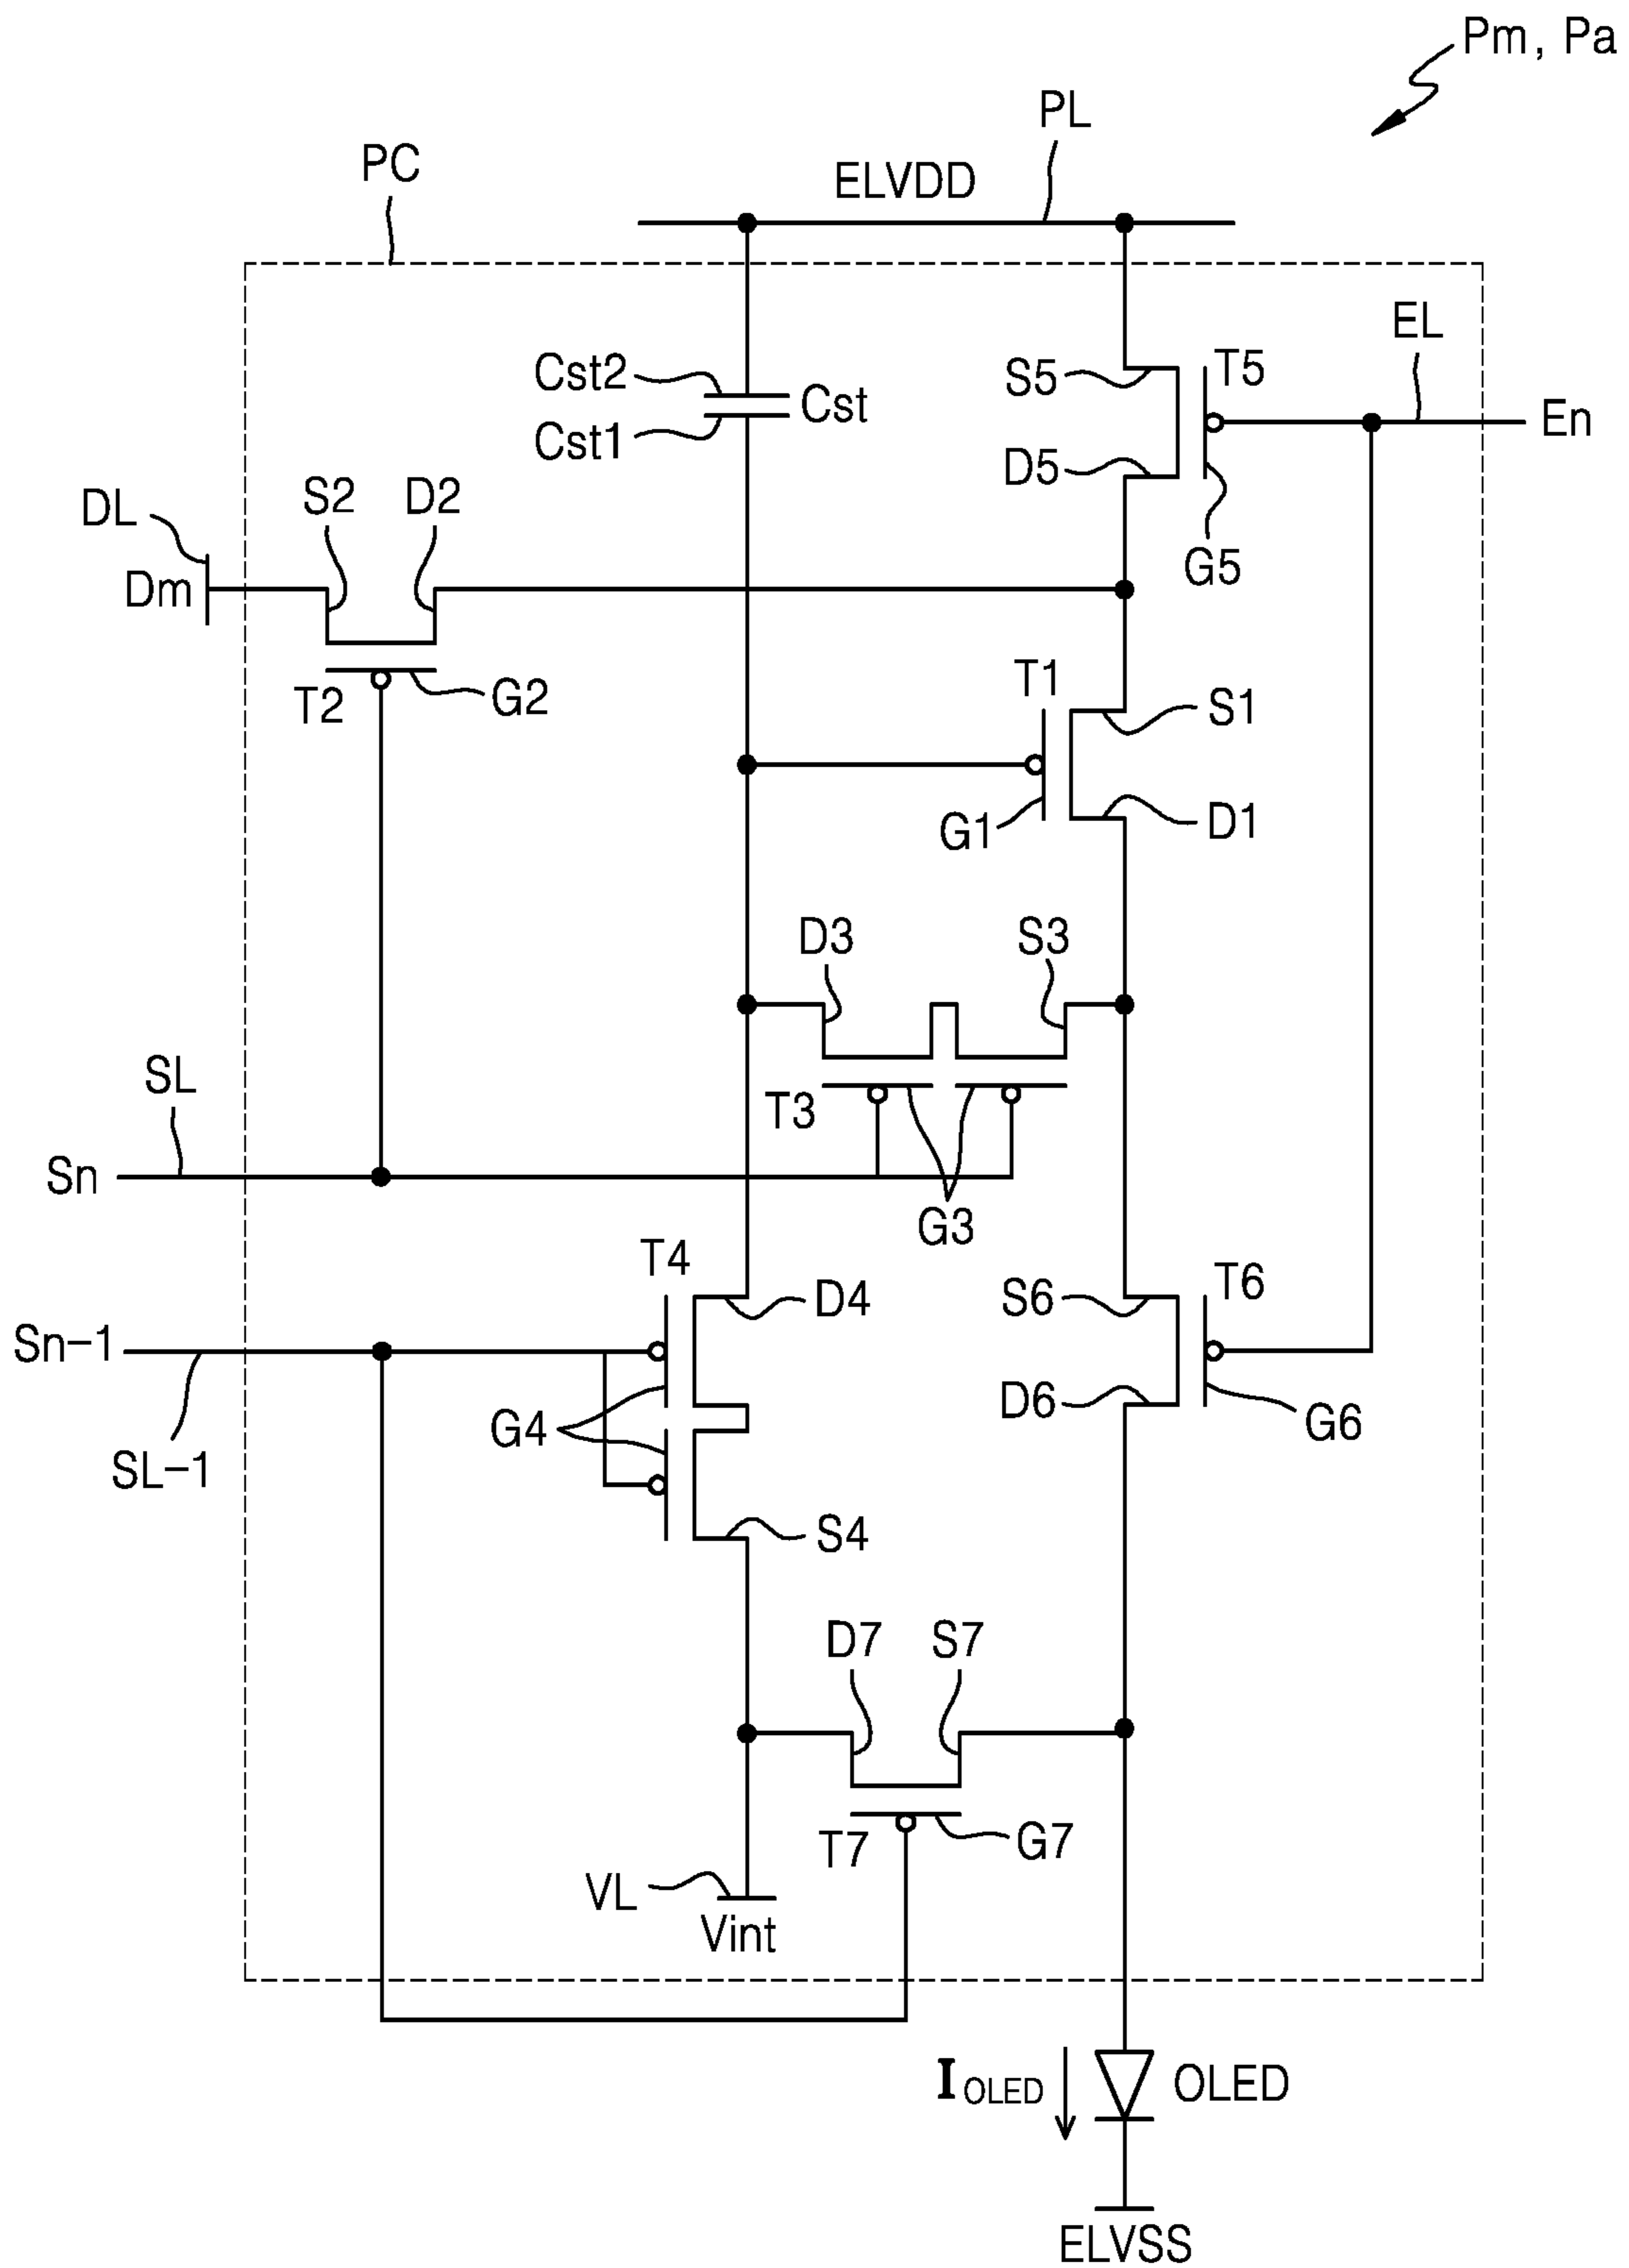 Pm, Pa
PL
PC
ELVDD
EL
Cst2
Cst
Cst1
S5
T5
En
D5
G5
DL
S2
D2
Dm
T2
G2
T1
S1
G1
D1
D3
S3
SL
T3
Sn
G3
T4
D4
S6
T6
Sn-1
D6
G4
G6
SL-1
S4
D7
S7
T7
G7
VL
Vint
IOLED
OLED
ELVSS